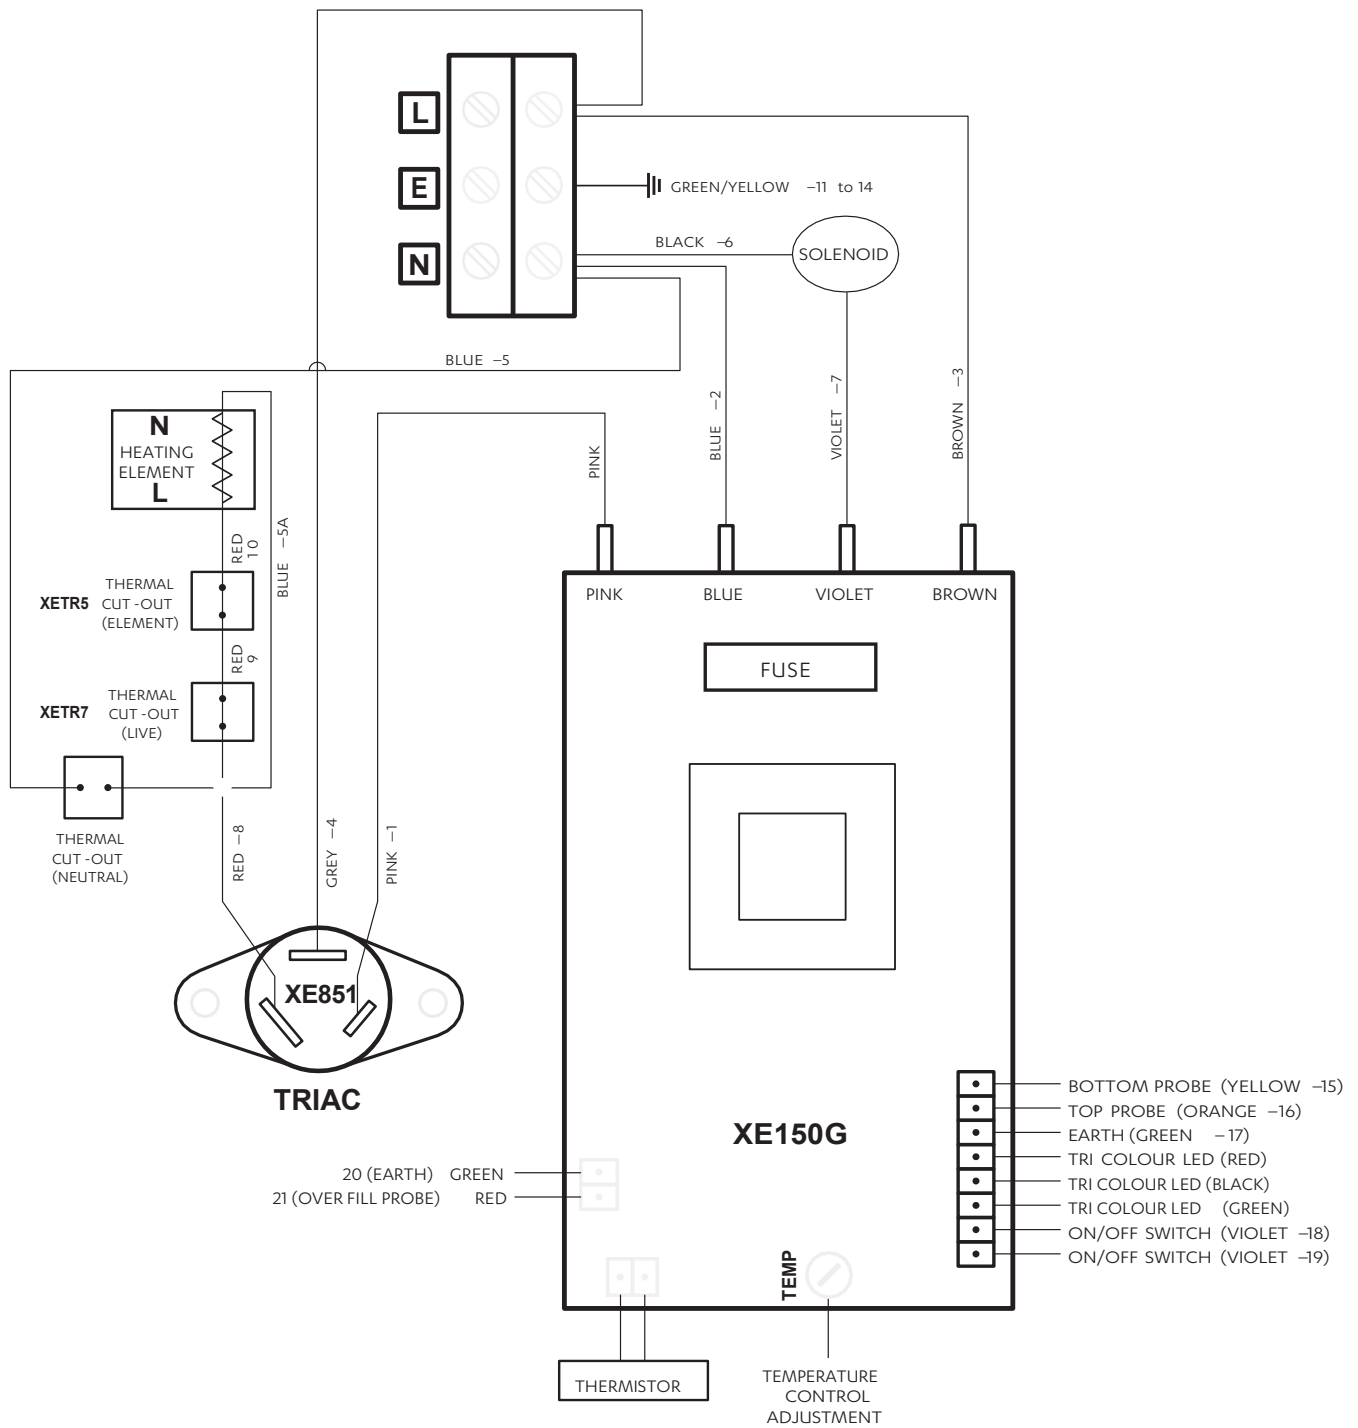 L
E
GREEN/YELLOW –11 to 14
BLACK –6
SOLENOID
N
BLUE –5
BLUE –2
VIOLET –7
BROWN –3
PINK
N
HEATING
ELEMENT
L
RED
10
BLUE –5A
XETR5
THERMAL
CUT -OUT
(ELEMENT)
RED
9
XETR7
THERMAL
CUT -OUT
(LIVE)
THERMAL
CUT -OUT
(NEUTRAL)
RED –8
GREY –4
PINK –1
XE851
TRIAC
PINK
BLUE
VIOLET
BROWN
FUSE
XE150G
BOTTOM PROBE (YELLOW –15)
TOP PROBE (ORANGE –16)
EARTH (GREEN –17)
TRI COLOUR LED (RED)
TRI COLOUR LED (BLACK)
TRI COLOUR LED (GREEN)
ON/OFF SWITCH (VIOLET –18)
ON/OFF SWITCH (VIOLET –19)
20 (EARTH) GREEN
21 (OVER FILL PROBE) RED
TEMP
THERMISTOR
TEMPERATURE
CONTROL
ADJUSTMENT